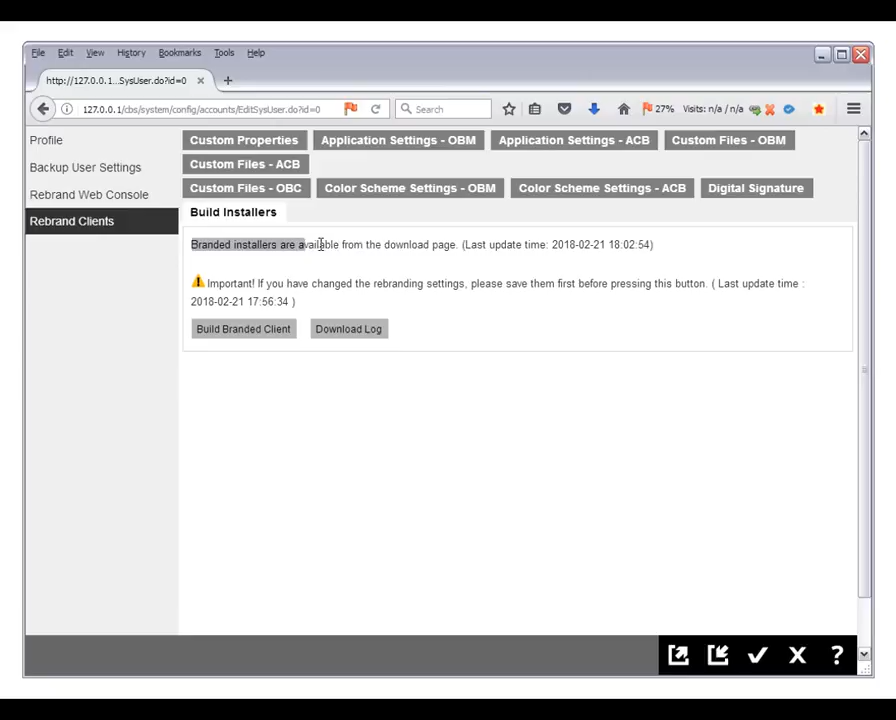 File Edit View History Bookmarks Tools Help
http://127.0.0.1...SysUser.do?id=0
127.0.0.1/cbs/system/config/accounts/EditSysUser.do?id=0 Search 27% Visits: n/a / n/a
Profile
Backup User Settings
Rebrand Web Console
Rebrand Clients
Custom Properties Application Settings - OBM Application Settings - ACB Custom Files - OBM
Custom Files - ACB
Custom Files - OBC Color Scheme Settings - OBM Color Scheme Settings - ACB Digital Signature
Build Installers
Branded installers are available from the download page. (Last update time: 2018-02-21 18:02:54)
Important! If you have changed the rebranding settings, please save them first before pressing this button. ( Last update time :
2018-02-21 17:56:34 )
Build Branded Client Download Log
?